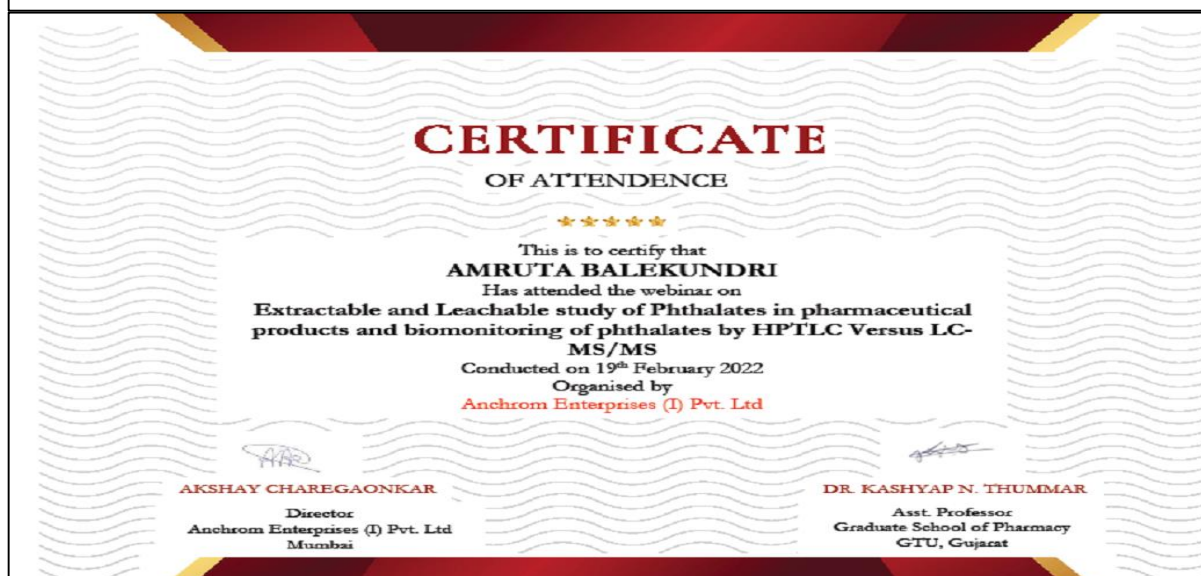 CERTIFICATE
OF ATTENDENCE
This is to certify that
AMRUTA BALEKUNDRI
Has attended the webinar on
Extractable and Leachable study of Phthalates in pharmaceutical
products and biomonitoring of phthalates by HPTLC Versus LC-
MS/MS
Conducted on 19th February 2022
Organised by
Anchrom Enterprises (I) Pvt. Ltd
AKSHAY CHAREGAONKAR
Director
Anchrom Enterprises (I) Pvt. Ltd
Mumbai
DR. KASHYAP N. THUMMAR
Asst. Professor
Graduate School of Pharmacy
GTU, Gujarat